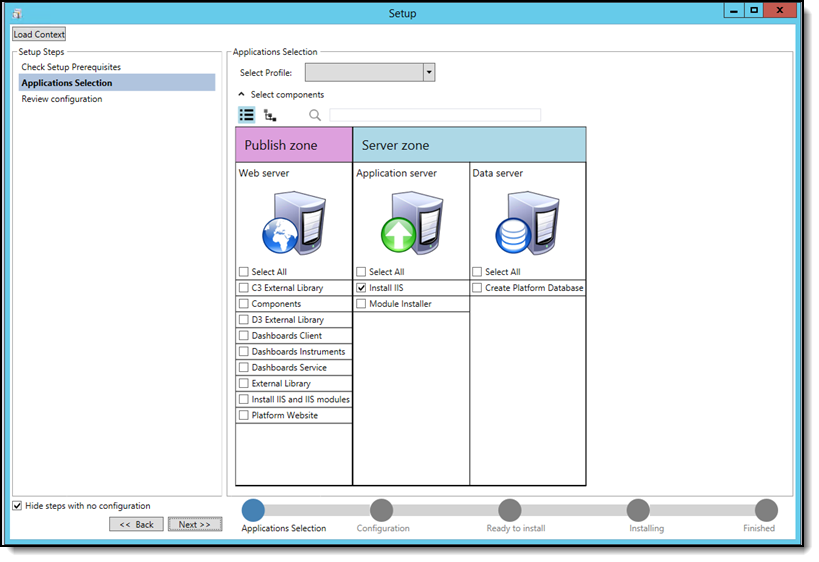 Setup
Load Context
Setup Steps
Check Setup Prerequisites
Applications Selection
Review configuration
Applications Selection
Select Profile:
Select components
Publish zone
Server zone
Web server
Application server
Data server
Select All
Select All
Select All
C3 External Library
Install IIS
Create Platform Database
Components
Module Installer
D3 External Library
Dashboards Client
Dashboards Instruments
Dashboards Service
External Library
Install IIS and IIS modules
Platform Website
Hide steps with no configuration
<< Back
Next >>
Applications Selection
Configuration
Ready to install
Installing
Finished